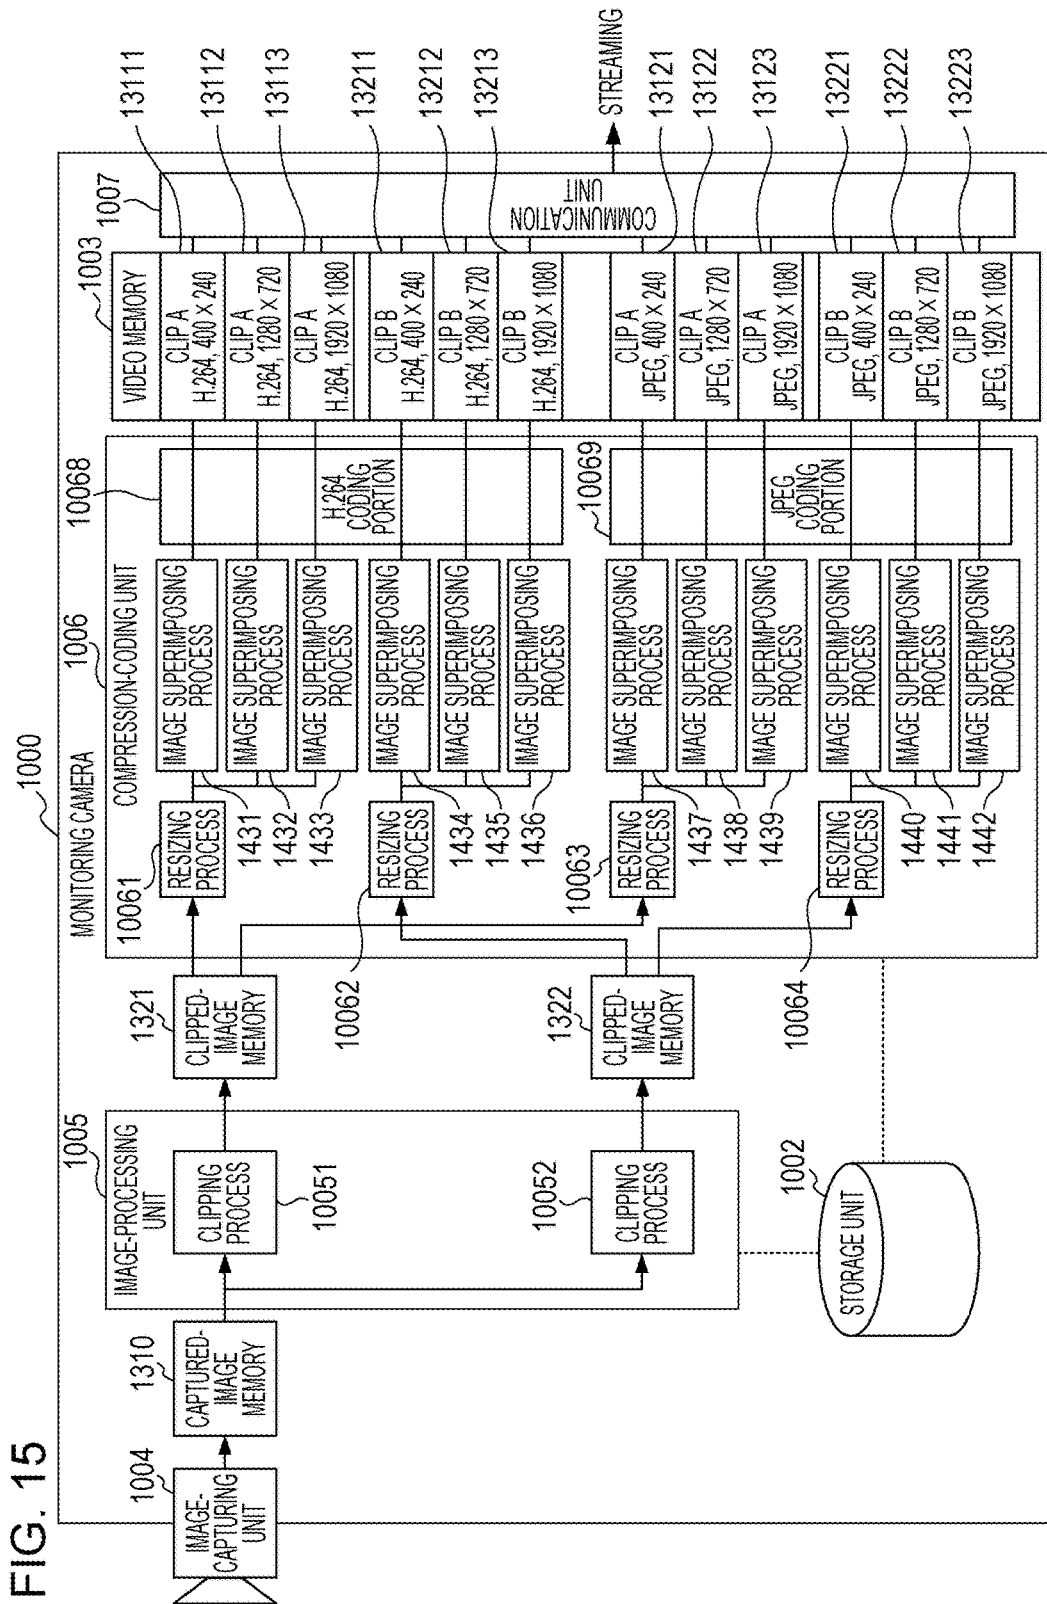 FIG. 15
MONITORING CAMERA
1000
IMAGE-
CAPTURING
UNIT
1004
CAPTURED-
IMAGE
MEMORY
1310
IMAGE-PROCESSING
UNIT
1005
CLIPPING
PROCESS
10051
CLIPPING
PROCESS
10052
STORAGE UNIT
1002
CLIPPED-
IMAGE
MEMORY
1321
CLIPPED-
IMAGE
MEMORY
1322
COMPRESSION-CODING UNIT
1006
RESIZING
PROCESS
10061
RESIZING
PROCESS
10062
RESIZING
PROCESS
10063
RESIZING
PROCESS
10064
IMAGE SUPERIMPOSING
PROCESS
1431
IMAGE SUPERIMPOSING
PROCESS
1432
IMAGE SUPERIMPOSING
PROCESS
1433
IMAGE SUPERIMPOSING
PROCESS
1434
IMAGE SUPERIMPOSING
PROCESS
1435
IMAGE SUPERIMPOSING
PROCESS
1436
IMAGE SUPERIMPOSING
PROCESS
1437
IMAGE SUPERIMPOSING
PROCESS
1438
IMAGE SUPERIMPOSING
PROCESS
1439
IMAGE SUPERIMPOSING
PROCESS
1440
IMAGE SUPERIMPOSING
PROCESS
1441
IMAGE SUPERIMPOSING
PROCESS
1442
H.264
CODING
PORTION
10068
JPEG
CODING
PORTION
10069
VIDEO MEMORY
1003
CLIP A
H.264, 400 × 240
CLIP A
H.264, 1280 × 720
CLIP A
H.264, 1920 × 1080
CLIP B
H.264, 400 × 240
CLIP B
H.264, 1280 × 720
CLIP B
H.264, 1920 × 1080
CLIP A
JPEG, 400 × 240
CLIP A
JPEG, 1280 × 720
CLIP A
JPEG, 1920 × 1080
CLIP B
JPEG, 400 × 240
CLIP B
JPEG, 1280 × 720
CLIP B
JPEG, 1920 × 1080
COMMUNICATION
UNIT
1007
13111
13112
13113
13211
13212
13213
STREAMING
13121
13122
13123
13221
13222
13223